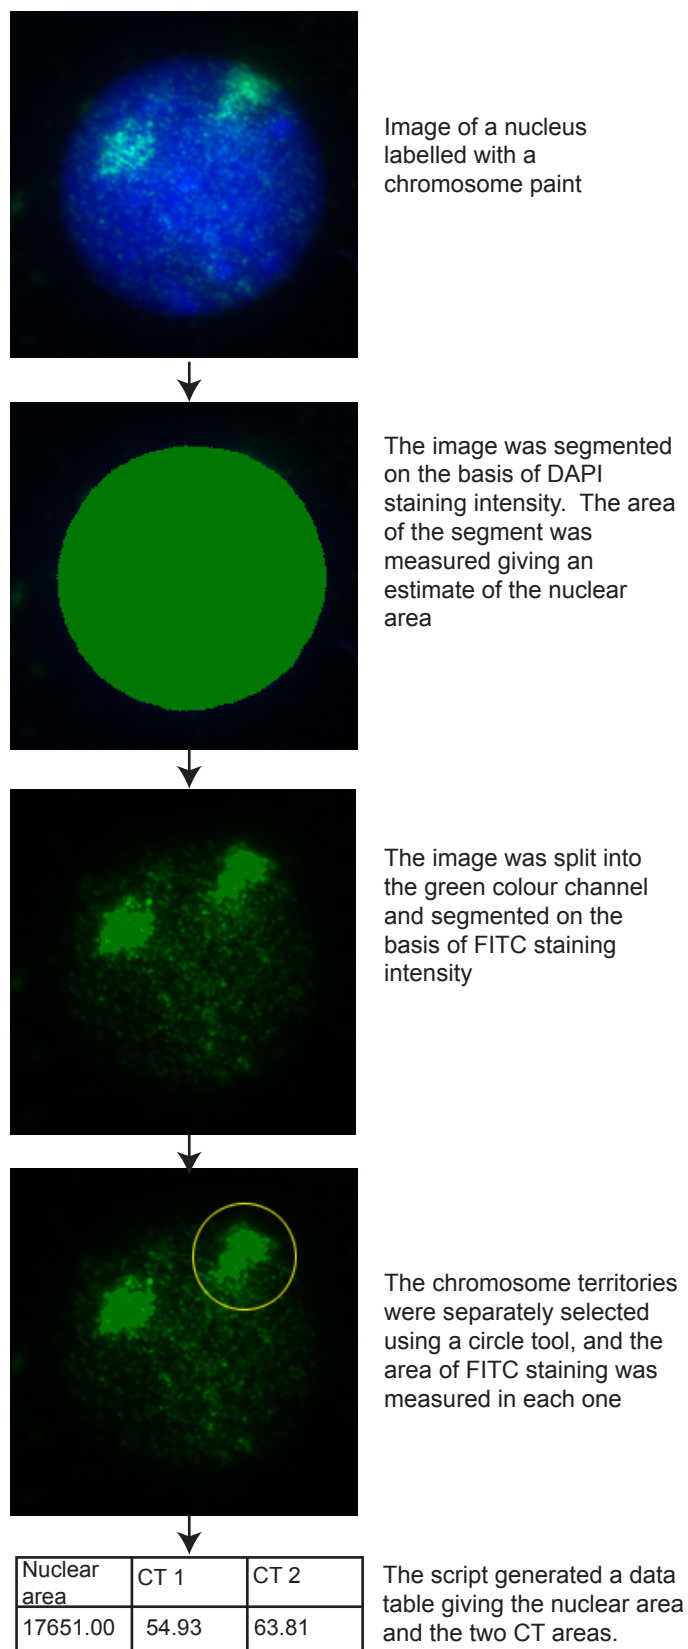 Image of a nucleus
labelled with a
chromosome paint
The image was segmented
on the basis of DAPI
staining intensity.  The area
of the segment was
measured giving an
estimate of the nuclear
area
The image was split into
the green colour channel
and segmented on the
basis of FITC staining
intensity
The chromosome territories
were separately selected
using a circle tool, and the
area of FITC staining was
measured in each one
Nuclear area CT 1 CT 2
17651.00 54.93 63.81
The script generated a data
table giving the nuclear area
and the two CT areas.